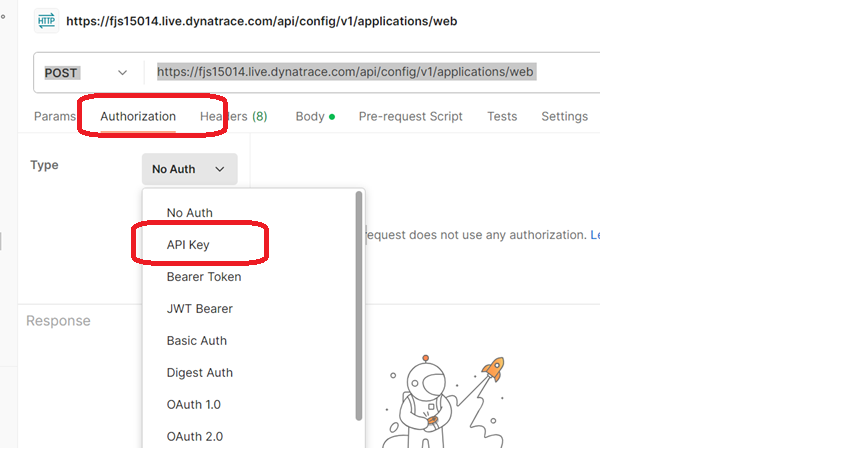 HTTP https://fjs15014.live.dynatrace.com/api/config/v1/applications/web
POST https://fjs15014.live.dynatrace.com/api/config/v1/applications/web
Params Authorization Headers (8) Body Pre-request Script Tests Settings
Type No Auth
No Auth
request does not use any authorization. Le
API Key
Bearer Token
JWT Bearer
Response
Basic Auth
Digest Auth
OAuth 1.0
OAuth 2.0